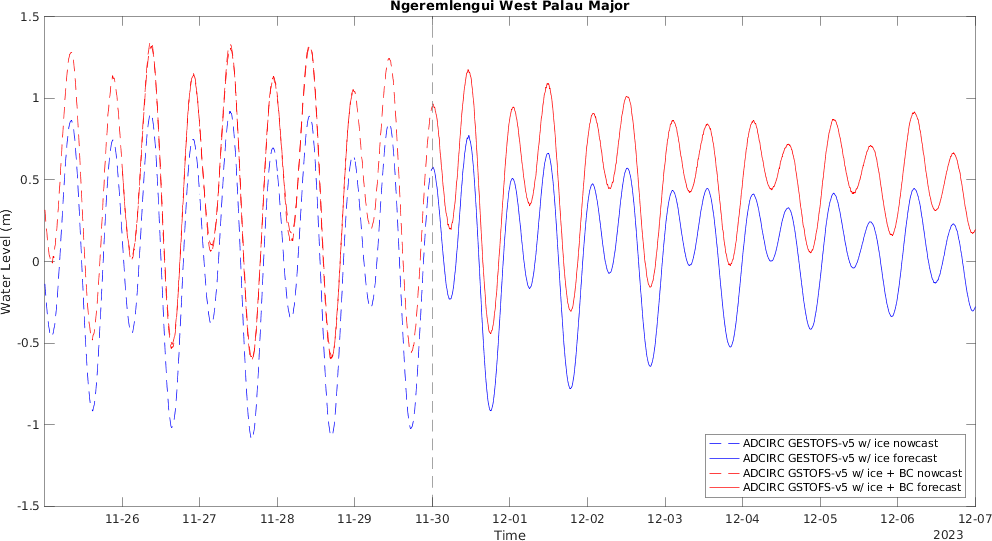 Ngeremlengui West Palau Major
1.5
1
0.5
0
-0.5
-1
-1.5
Water Level (m)
11-26
11-27
11-28
11-29
11-30
12-01
12-02
12-03
12-04
12-05
12-06
12-07
Time
2023
ADCIRC GESTOFS-v5 w/ ice nowcast
ADCIRC GESTOFS-v5 w/ ice forecast
ADCIRC GSTOFS-v5 w/ ice + BC nowcast
ADCIRC GSTOFS-v5 w/ ice + BC forecast